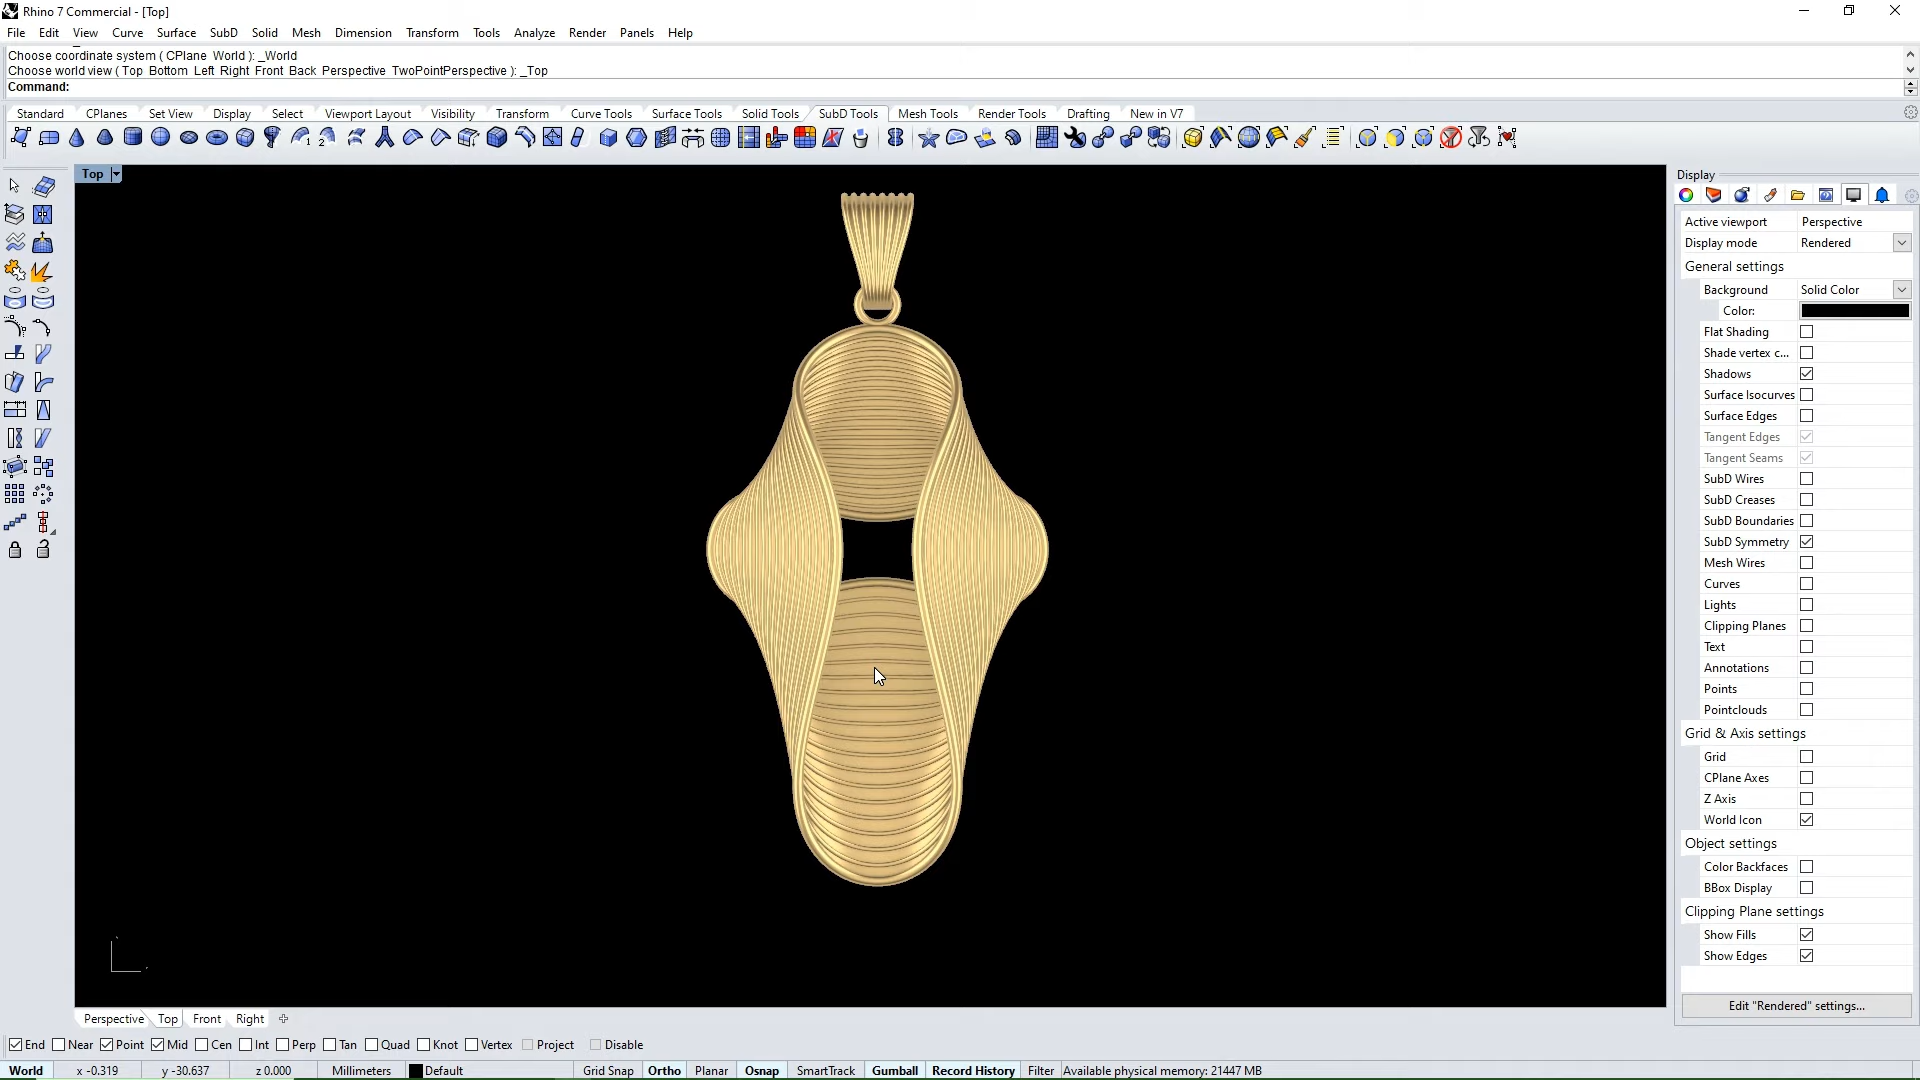 Rhino 7 Commercial - [Top]
File Edit View Curve Surface SubD Solid Mesh Dimension Transform Tools Analyze Render Panels Help
Choose coordinate system ( CPlane World ): _World
Choose world view ( Top Bottom Left Right Front Back Perspective TwoPointPerspective ): _Top
Command:
Standard CPlanes Set View Display Select Viewport Layout Visibility Transform Curve Tools Surface Tools Solid Tools SubD Tools Mesh Tools Render Tools Drafting New in V7
Top
Display
Active viewport Perspective
Display mode Rendered
General settings
Background Solid Color
Color:
Flat Shading
Shade vertex c...
Shadows
Surface Isocurves
Surface Edges
Tangent Edges
Tangent Seams
SubD Wires
SubD Creases
SubD Boundaries
SubD Symmetry
Mesh Wires
Curves
Lights
Clipping Planes
Text
Annotations
Points
Pointclouds
Grid & Axis settings
Grid
CPlane Axes
Z Axis
World Icon
Object settings
Color Backfaces
BBox Display
Clipping Plane settings
Show Fills
Show Edges
Edit "Rendered" settings...
Perspective Top Front Right
End Near Point Mid Cen Int Perp Tan Quad Knot Vertex Project Disable
World x -0.319 y -30.637 z 0.000 Millimeters Default Grid Snap Ortho Planar Osnap SmartTrack Gumball Record History Filter Available physical memory: 21447 MB